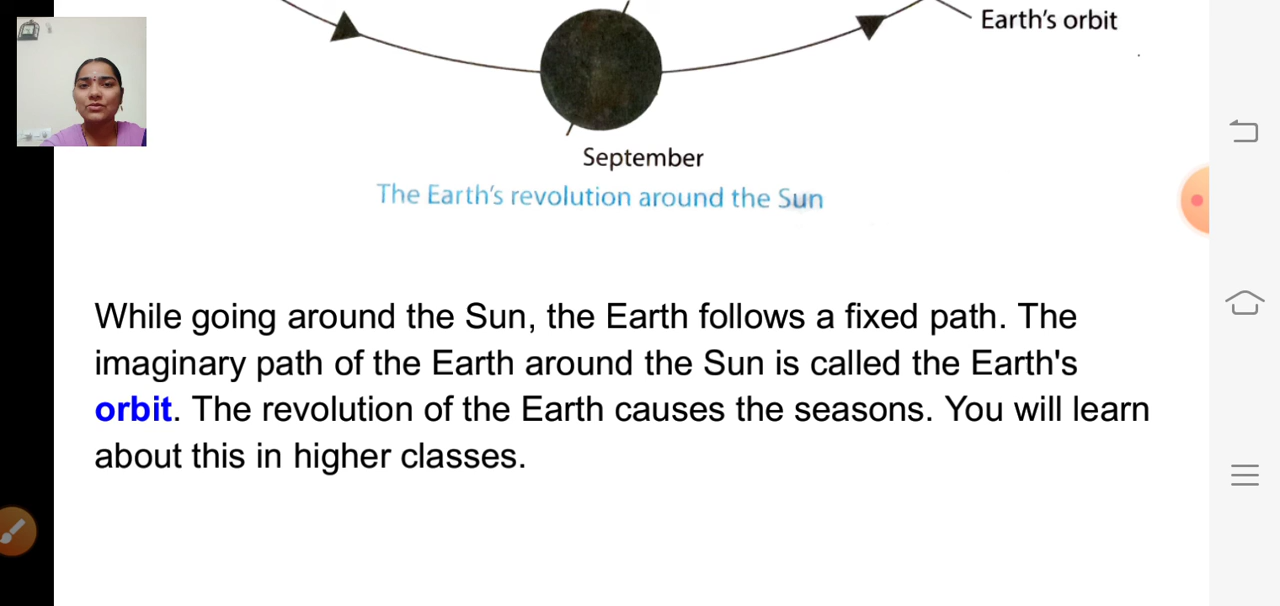 Earth's orbit
September
The Earth's revolution around the Sun
While going around the Sun, the Earth follows a fixed path. The
imaginary path of the Earth around the Sun is called the Earth's
orbit. The revolution of the Earth causes the seasons. You will learn
about this in higher classes.